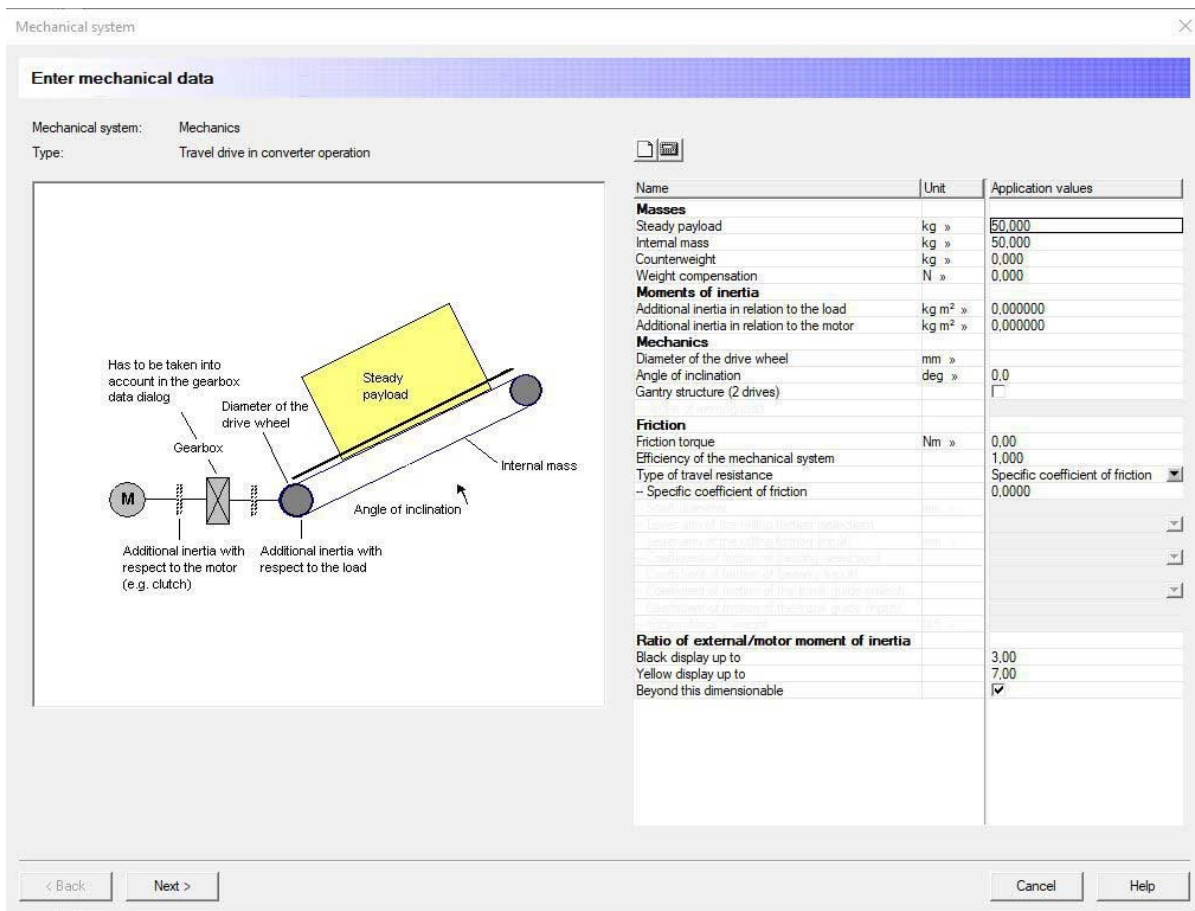 Mechanical system
Enter mechanical data
Mechanical system: Mechanics
Type: Travel drive in converter operation
Has to be taken into
account in the gearbox
data dialog
Diameter of the
drive wheel
Gearbox
Steady
payload
Internal mass
M
Angle of inclination
Additional inertia with
respect to the motor
(e.g. clutch)
Additional inertia with
respect to the load
Name Unit Application values
Masses
Steady payload kg » 50,000
Internal mass kg » 50,000
Counterweight kg » 0,000
Weight compensation N » 0,000
Moments of inertia
Additional inertia in relation to the load kg m² » 0,000000
Additional inertia in relation to the motor kg m² » 0,000000
Mechanics
Diameter of the drive wheel mm »
Angle of inclination deg » 0,0
Gantry structure (2 drives)
Friction
Friction torque Nm » 0,00
Efficiency of the mechanical system 1,000
Type of travel resistance Specific coefficient of friction
-- Specific coefficient of friction 0,0000
Ratio of external/motor moment of inertia
Black display up to 3,00
Yellow display up to 7,00
Beyond this dimensionable
< Back Next > Cancel Help